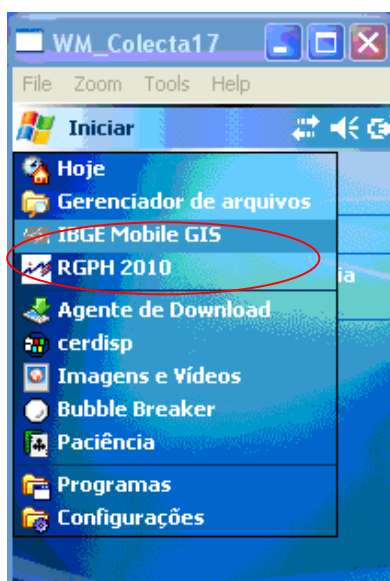 WM_Colecta17
File Zoom Tools Help
Iniciar
Hoje
Gerenciador de arquivos
IBGE Mobile GIS
RGPH 2010
ia
Agente de Download
cerdisp
Imagens e Vídeos
Bubble Breaker
Paciência
Programas
Configurações